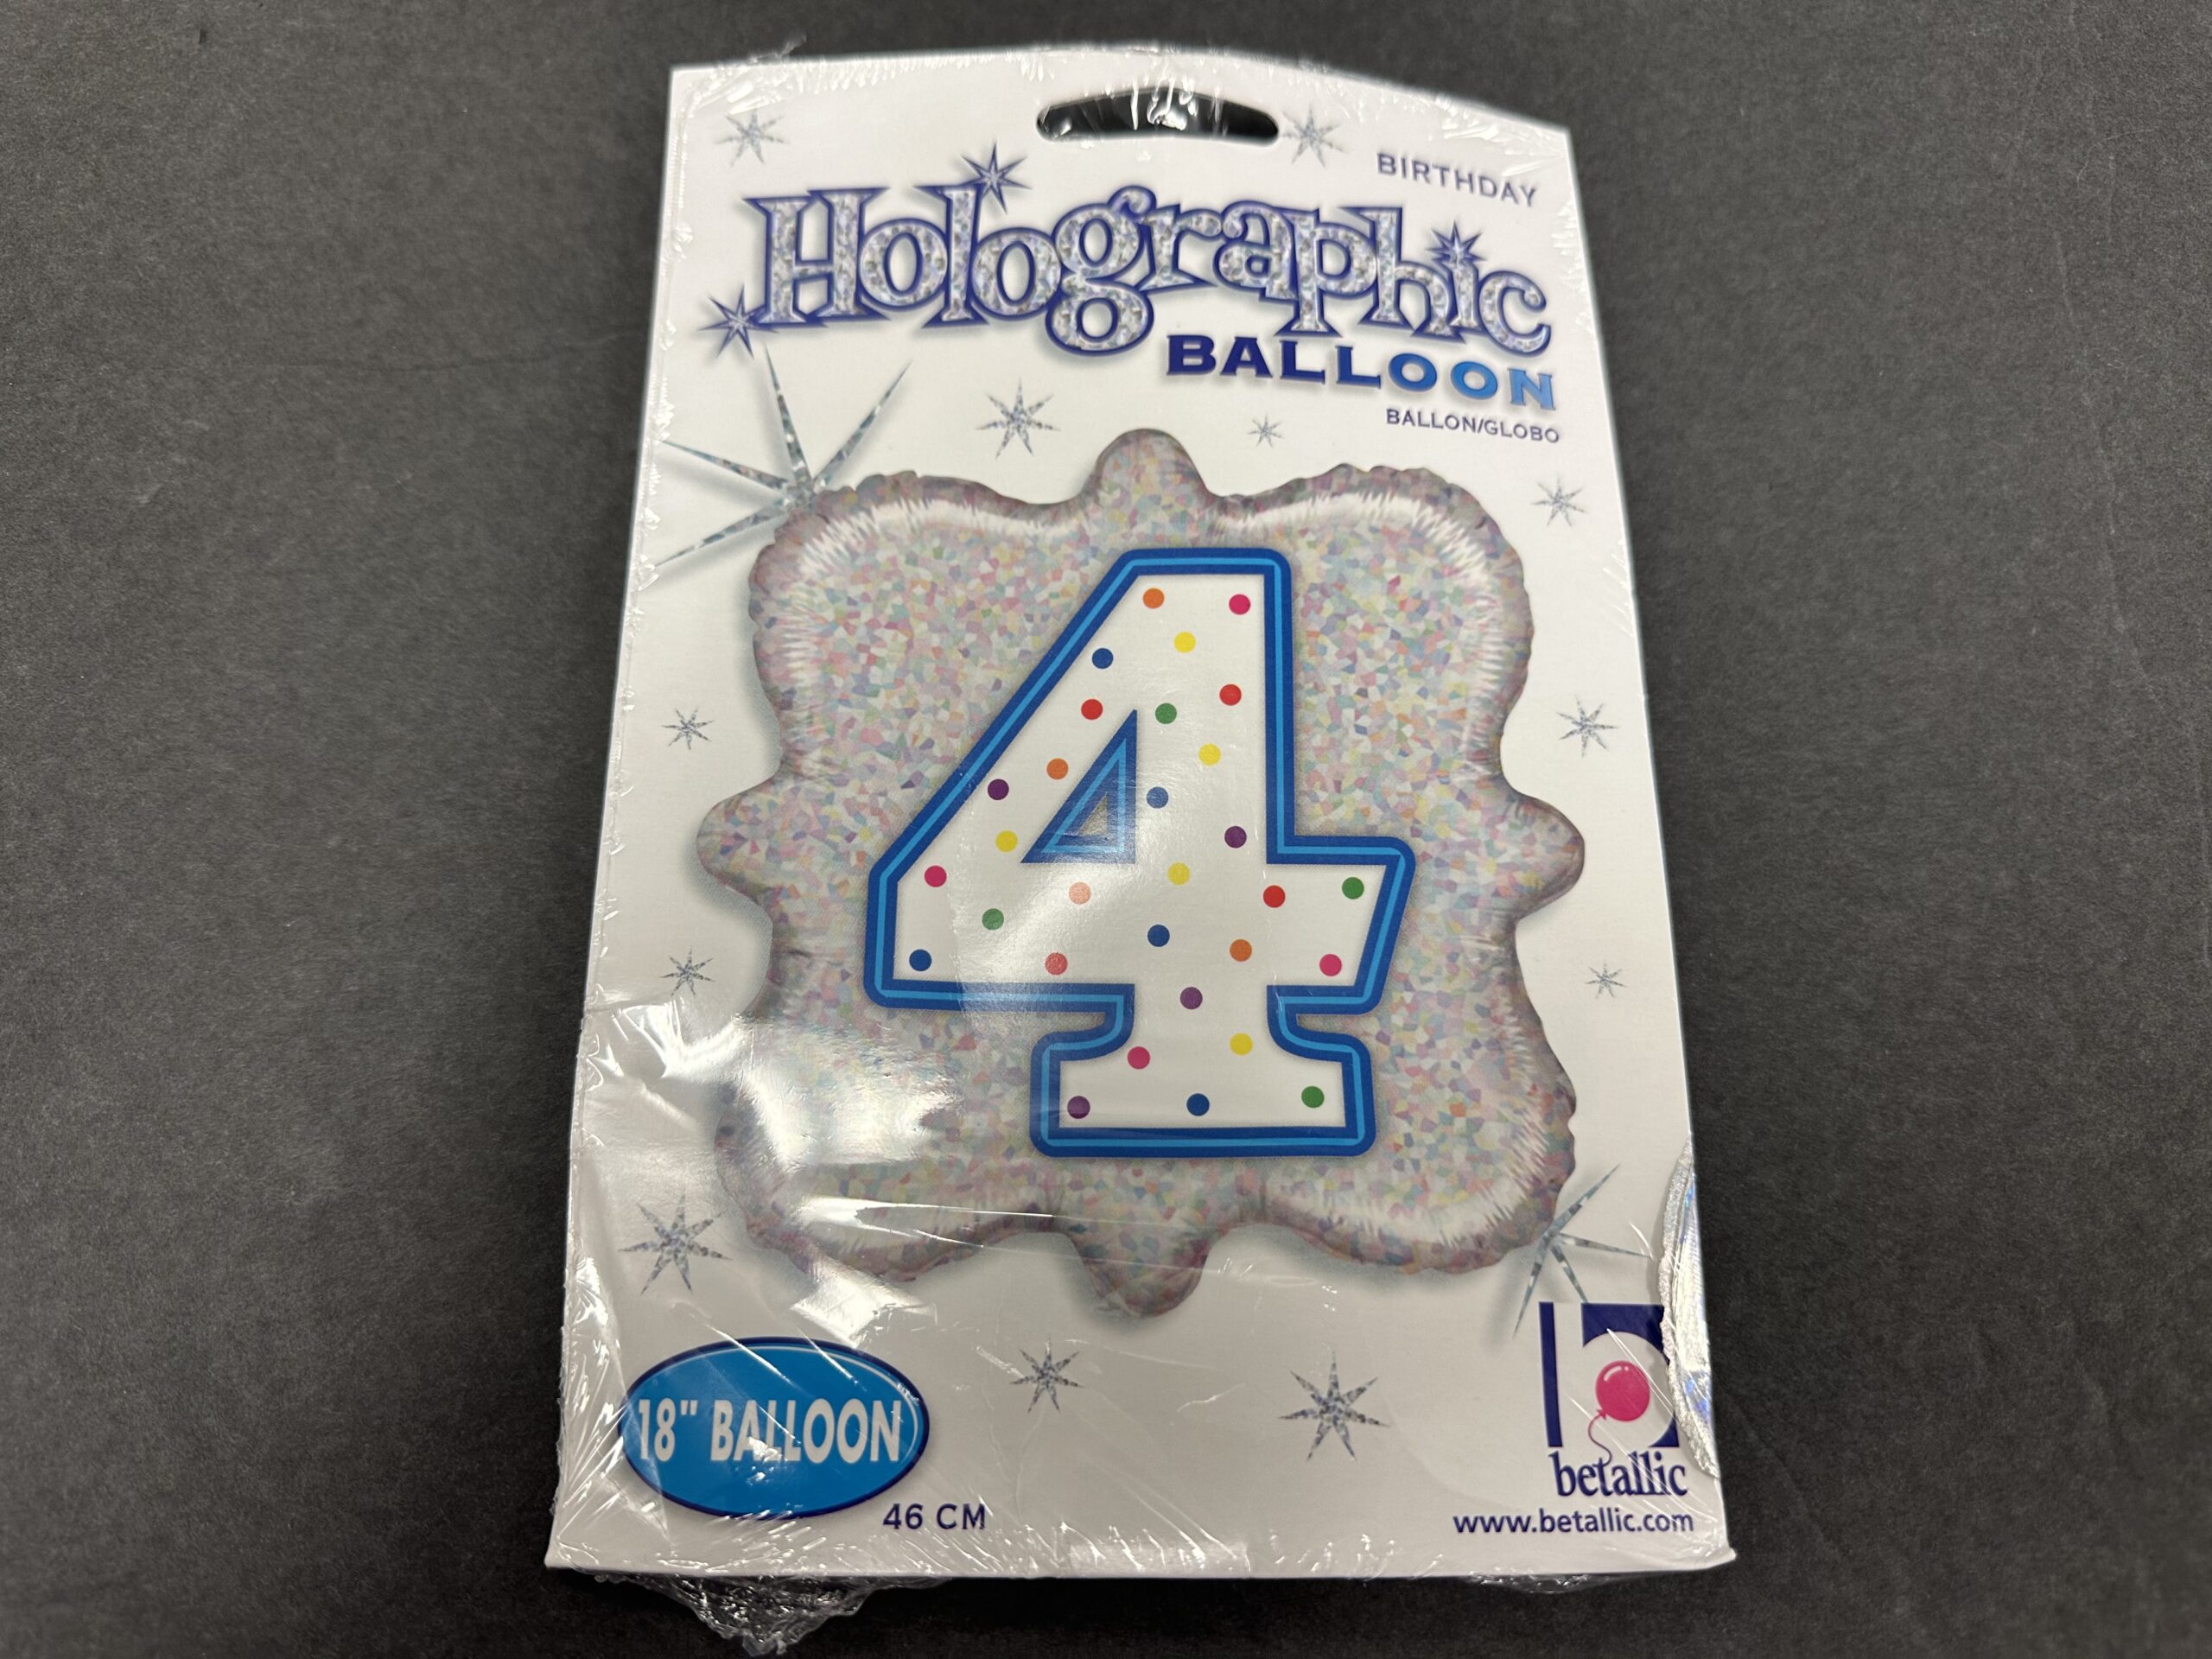 BIRTHDAY
Holographic
BALLOON
BALLON/GLOBO
4
18" BALLOON
46 CM
b
betallic
www.betallic.com